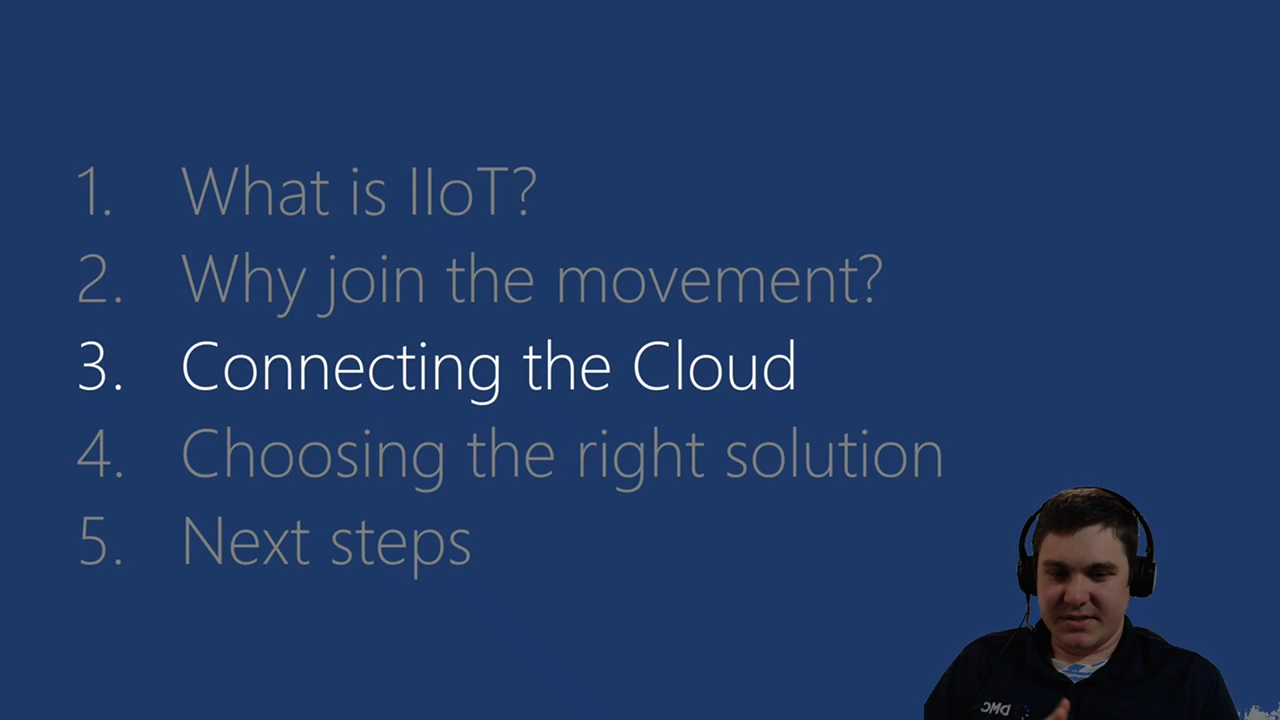 1. What is IIoT?
2. Why join the movement?
3. Connecting the Cloud
4. Choosing the right solution
5. Next steps
DMC